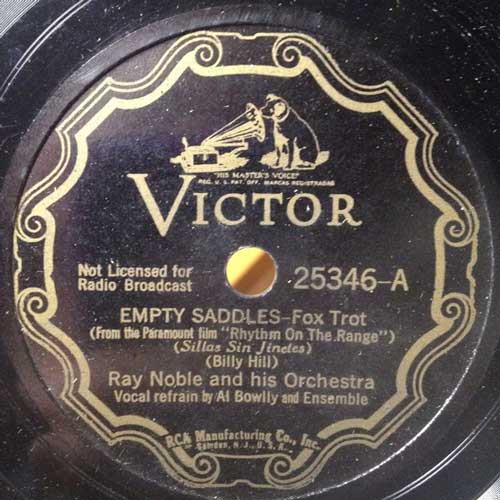 "HIS MASTER'S VOICE"
REG. U. S. PAT. OFF. MARCAS REGISTRADAS
VICTOR
Not Licensed for
Radio Broadcast
25346-A
EMPTY SADDLES-Fox Trot
(From the Paramount film "Rhythm On The Range")
(Sillas Sin Jinetes)
(Billy Hill)
Ray Noble and his Orchestra
Vocal refrain by Al Bowlly and Ensemble
RCA Manufacturing Co., Inc.
Camden, N. J., U. S. A.